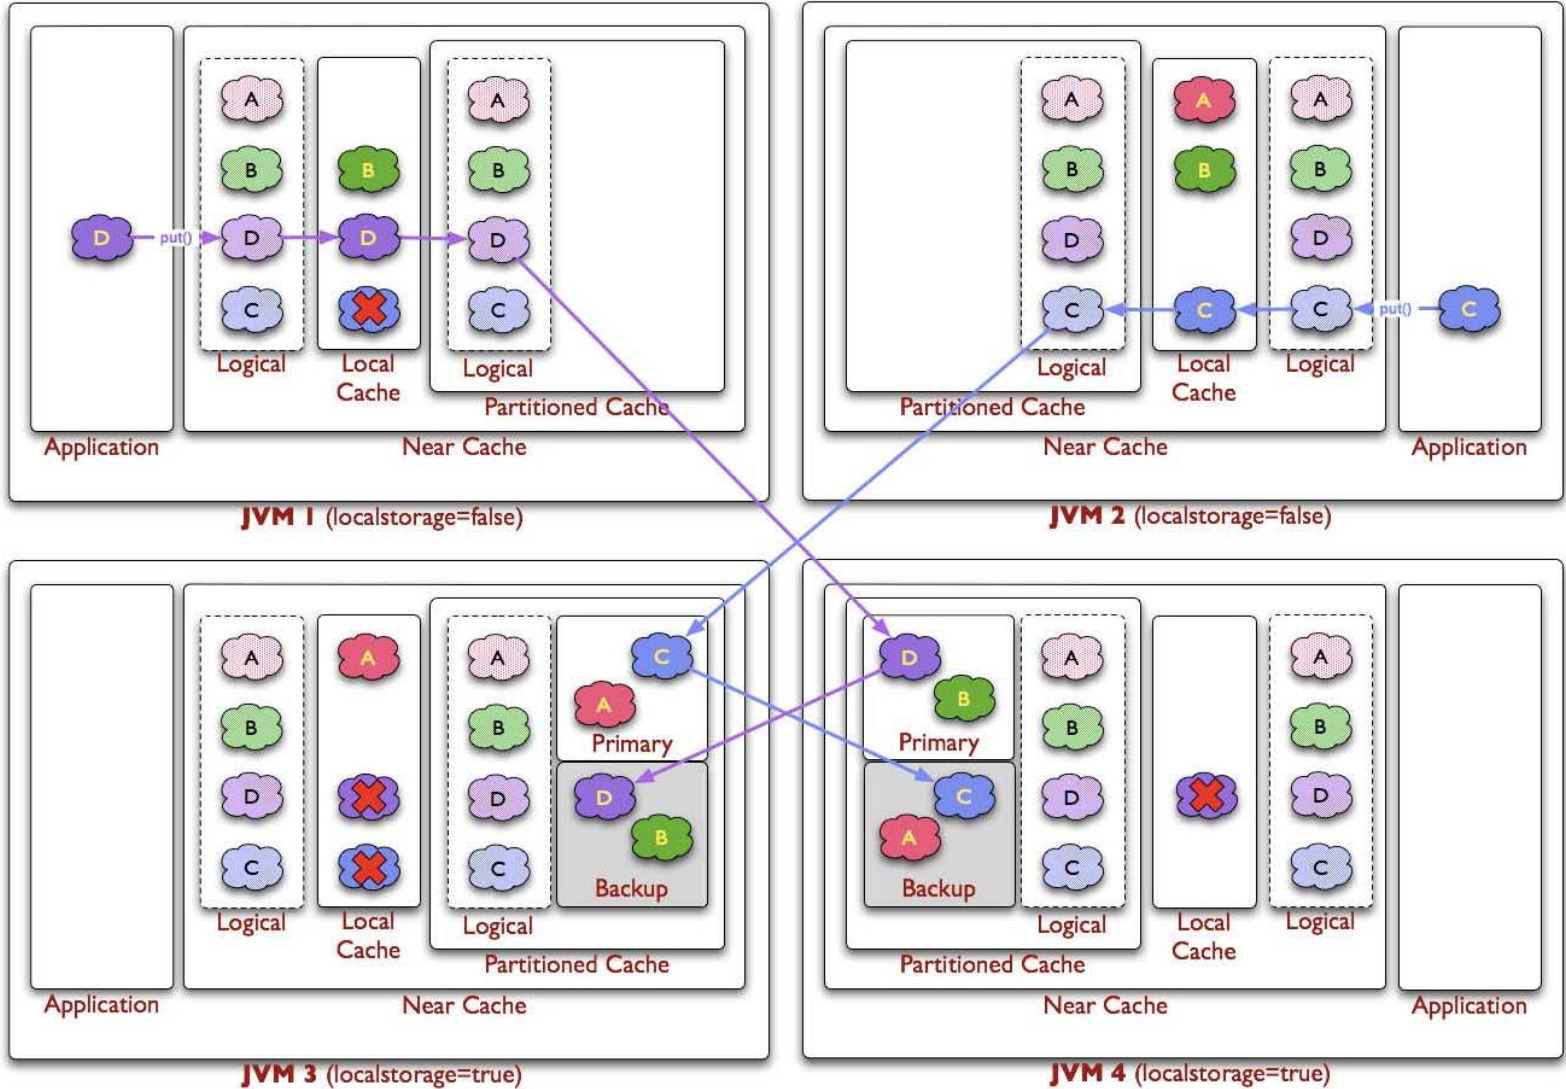 A
A
B
B
B
D
put()
D
D
D
C
C
Logical
Local
Cache
Logical
Partitioned Cache
Application
Near Cache
JVM 1 (localstorage=false)
A
A
A
B
B
B
D
D
C
C
C
put()
C
Logical
Local
Cache
Logical
Partitioned Cache
Near Cache
Application
JVM 2 (localstorage=false)
A
A
A
C
A
Primary
B
B
D
D
D
B
C
C
Backup
Logical
Local
Cache
Logical
Partitioned Cache
Application
Near Cache
JVM 3 (localstorage=true)
D
B
Primary
A
A
B
B
C
A
Backup
D
D
C
C
Logical
Local
Cache
Logical
Partitioned Cache
Near Cache
Application
JVM 4 (localstorage=true)